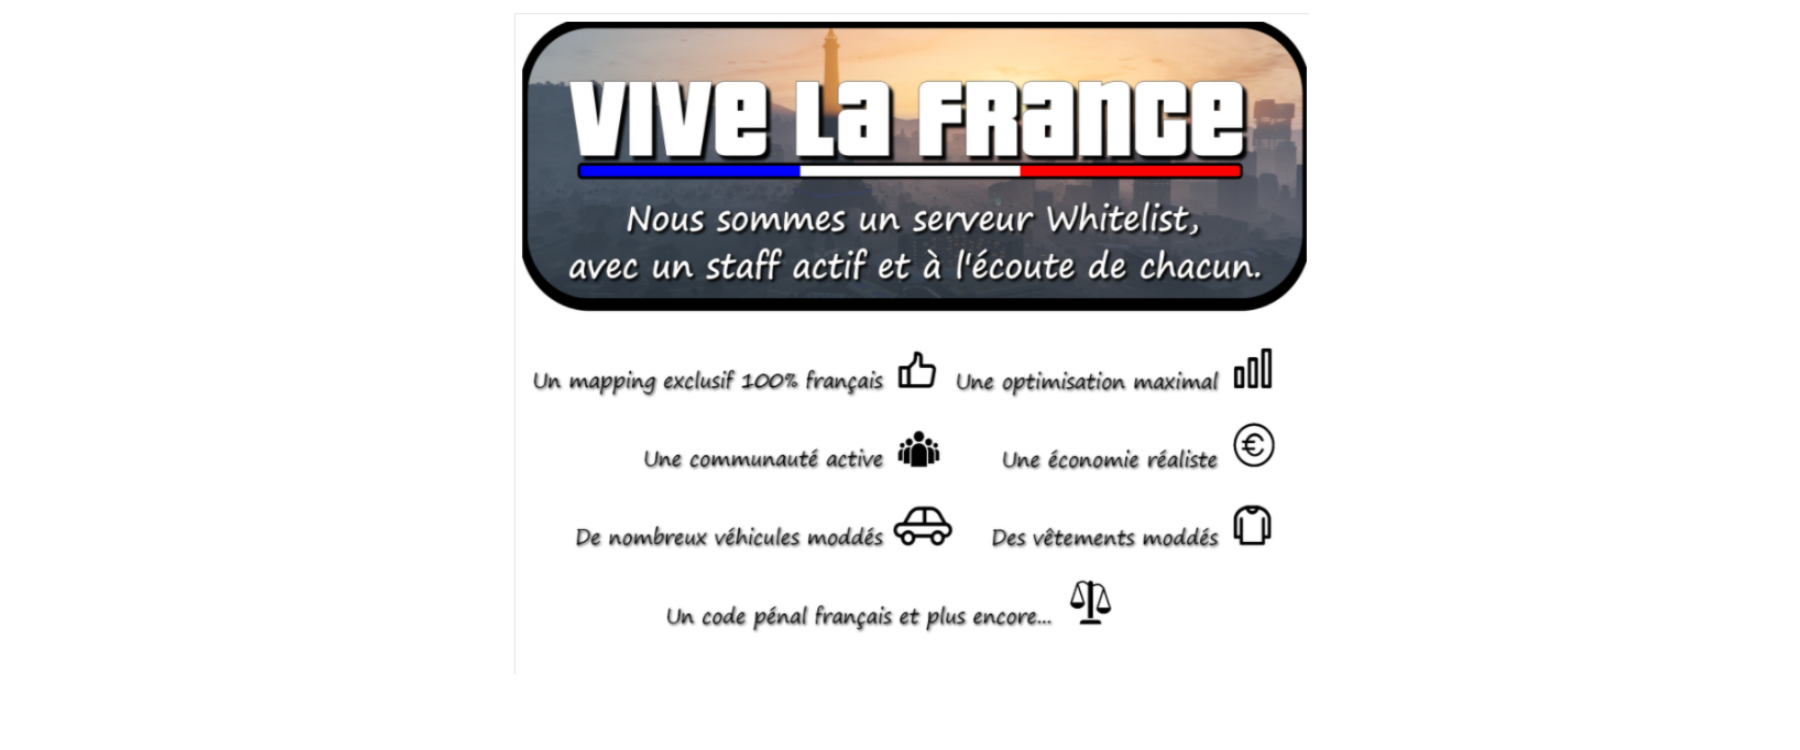 VIVE La FRance
Nous sommes un serveur Whitelist,
avec un staff actif et à l'écoute de chacun.
Un mapping exclusif 100% français
Une optimisation maximal
Une communauté active
Une économie réaliste
De nombreux véhicules moddés
Des vêtements moddés
Un code pénal français et plus encore...